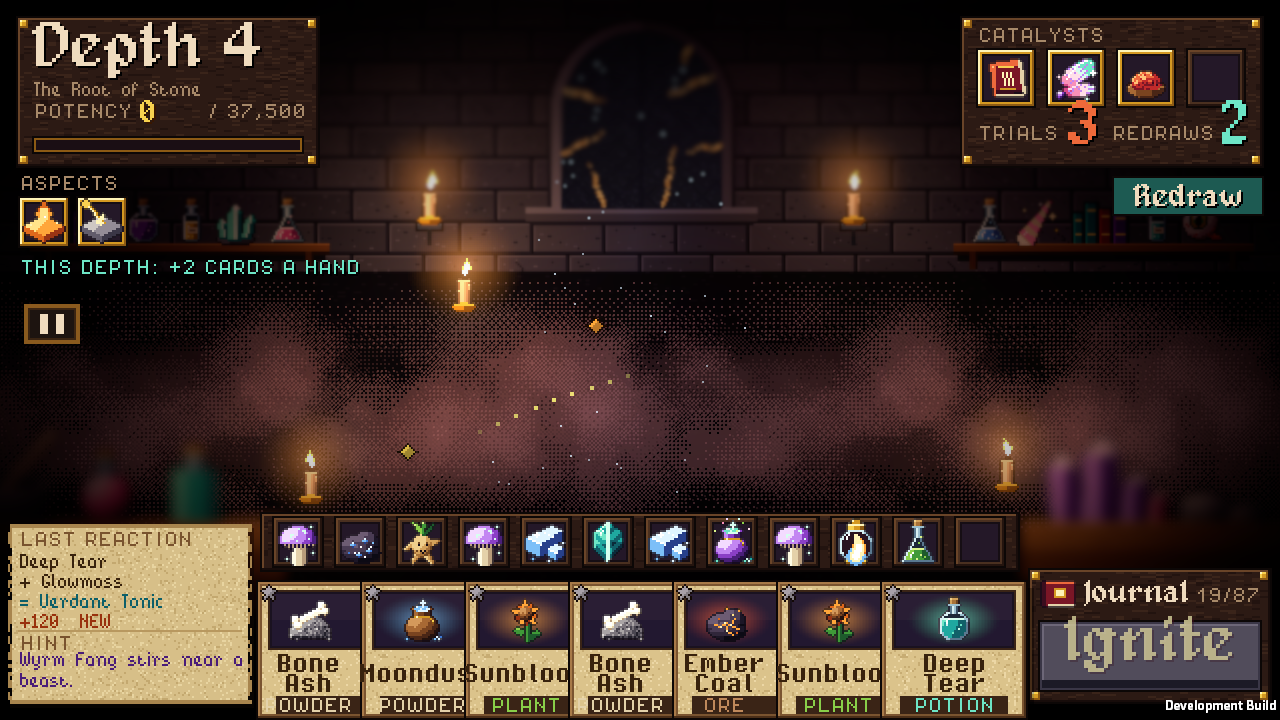 Depth 4
The Root of Stone
POTENCY 0 / 37,500
ASPECTS
THIS DEPTH: +2 CARDS A HAND
CATALYSTS
TRIALS 3 REDRAWS 2
Redraw
LAST REACTION
Deep Tear
+ Glowmoss
= Verdant Tonic
+120 NEW
HINT
Wyrm Fang stirs near a
beast.
Bone
Ash
OWDER
Moondus
POWDER
Sunbloo
PLANT
Bone
Ash
OWDER
Ember
Coal
ORE
Sunbloo
PLANT
Deep
Tear
POTION
Journal 19/87
Ignite
Development Build